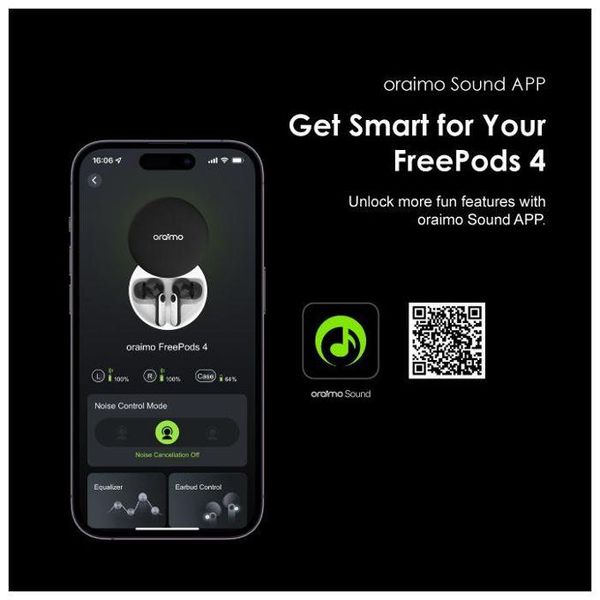 oraimo Sound APP
Get Smart for Your
FreePods 4
Unlock more fun features with
oraimo Sound APP.
16:06
oraimo
oraimo FreePods 4
L 100% R 100% Case 64%
Noise Control Mode
Noise Cancellation Off
Equalizer Earbud Control
oraimo Sound